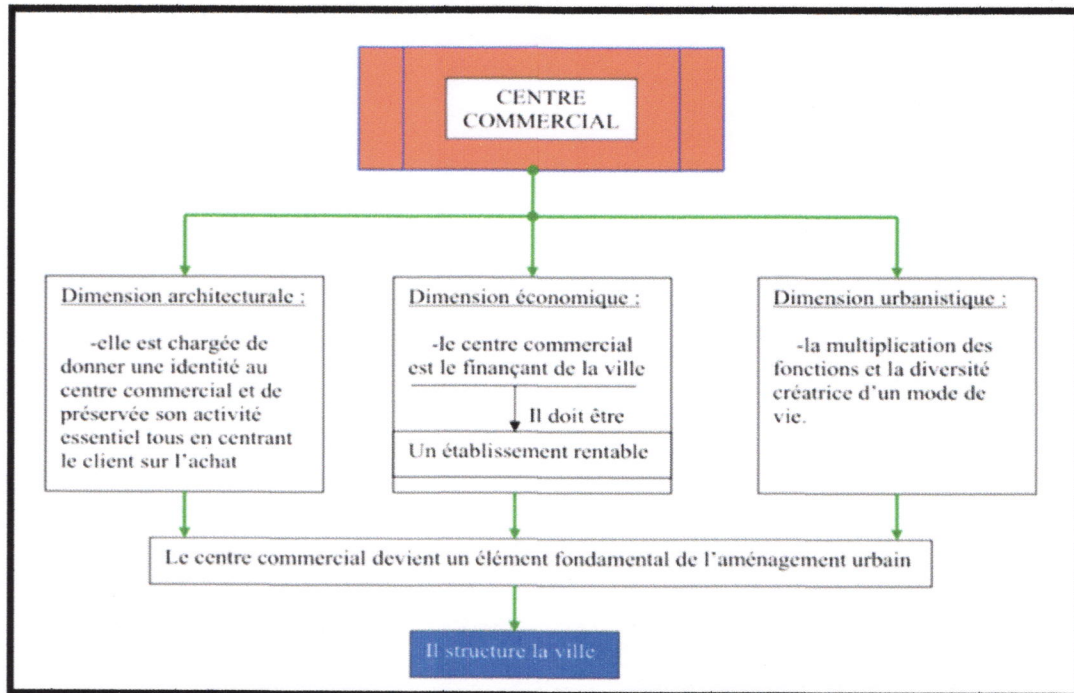 CENTRE
COMMERCIAL
Dimension architecturale :
-elle est chargée de
donner une identité au
centre commercial et de
préservée son activité
essentiel tous en centrant
le client sur l'achat
Dimension économique :
-le centre commercial
est le finançant de la ville
Il doit être
Un établissement rentable
Dimension urbanistique :
-la multiplication des
fonctions et la diversité
créatrice d'un mode de
vie.
Le centre commercial devient un élément fondamental de l'aménagement urbain
Il structure la ville